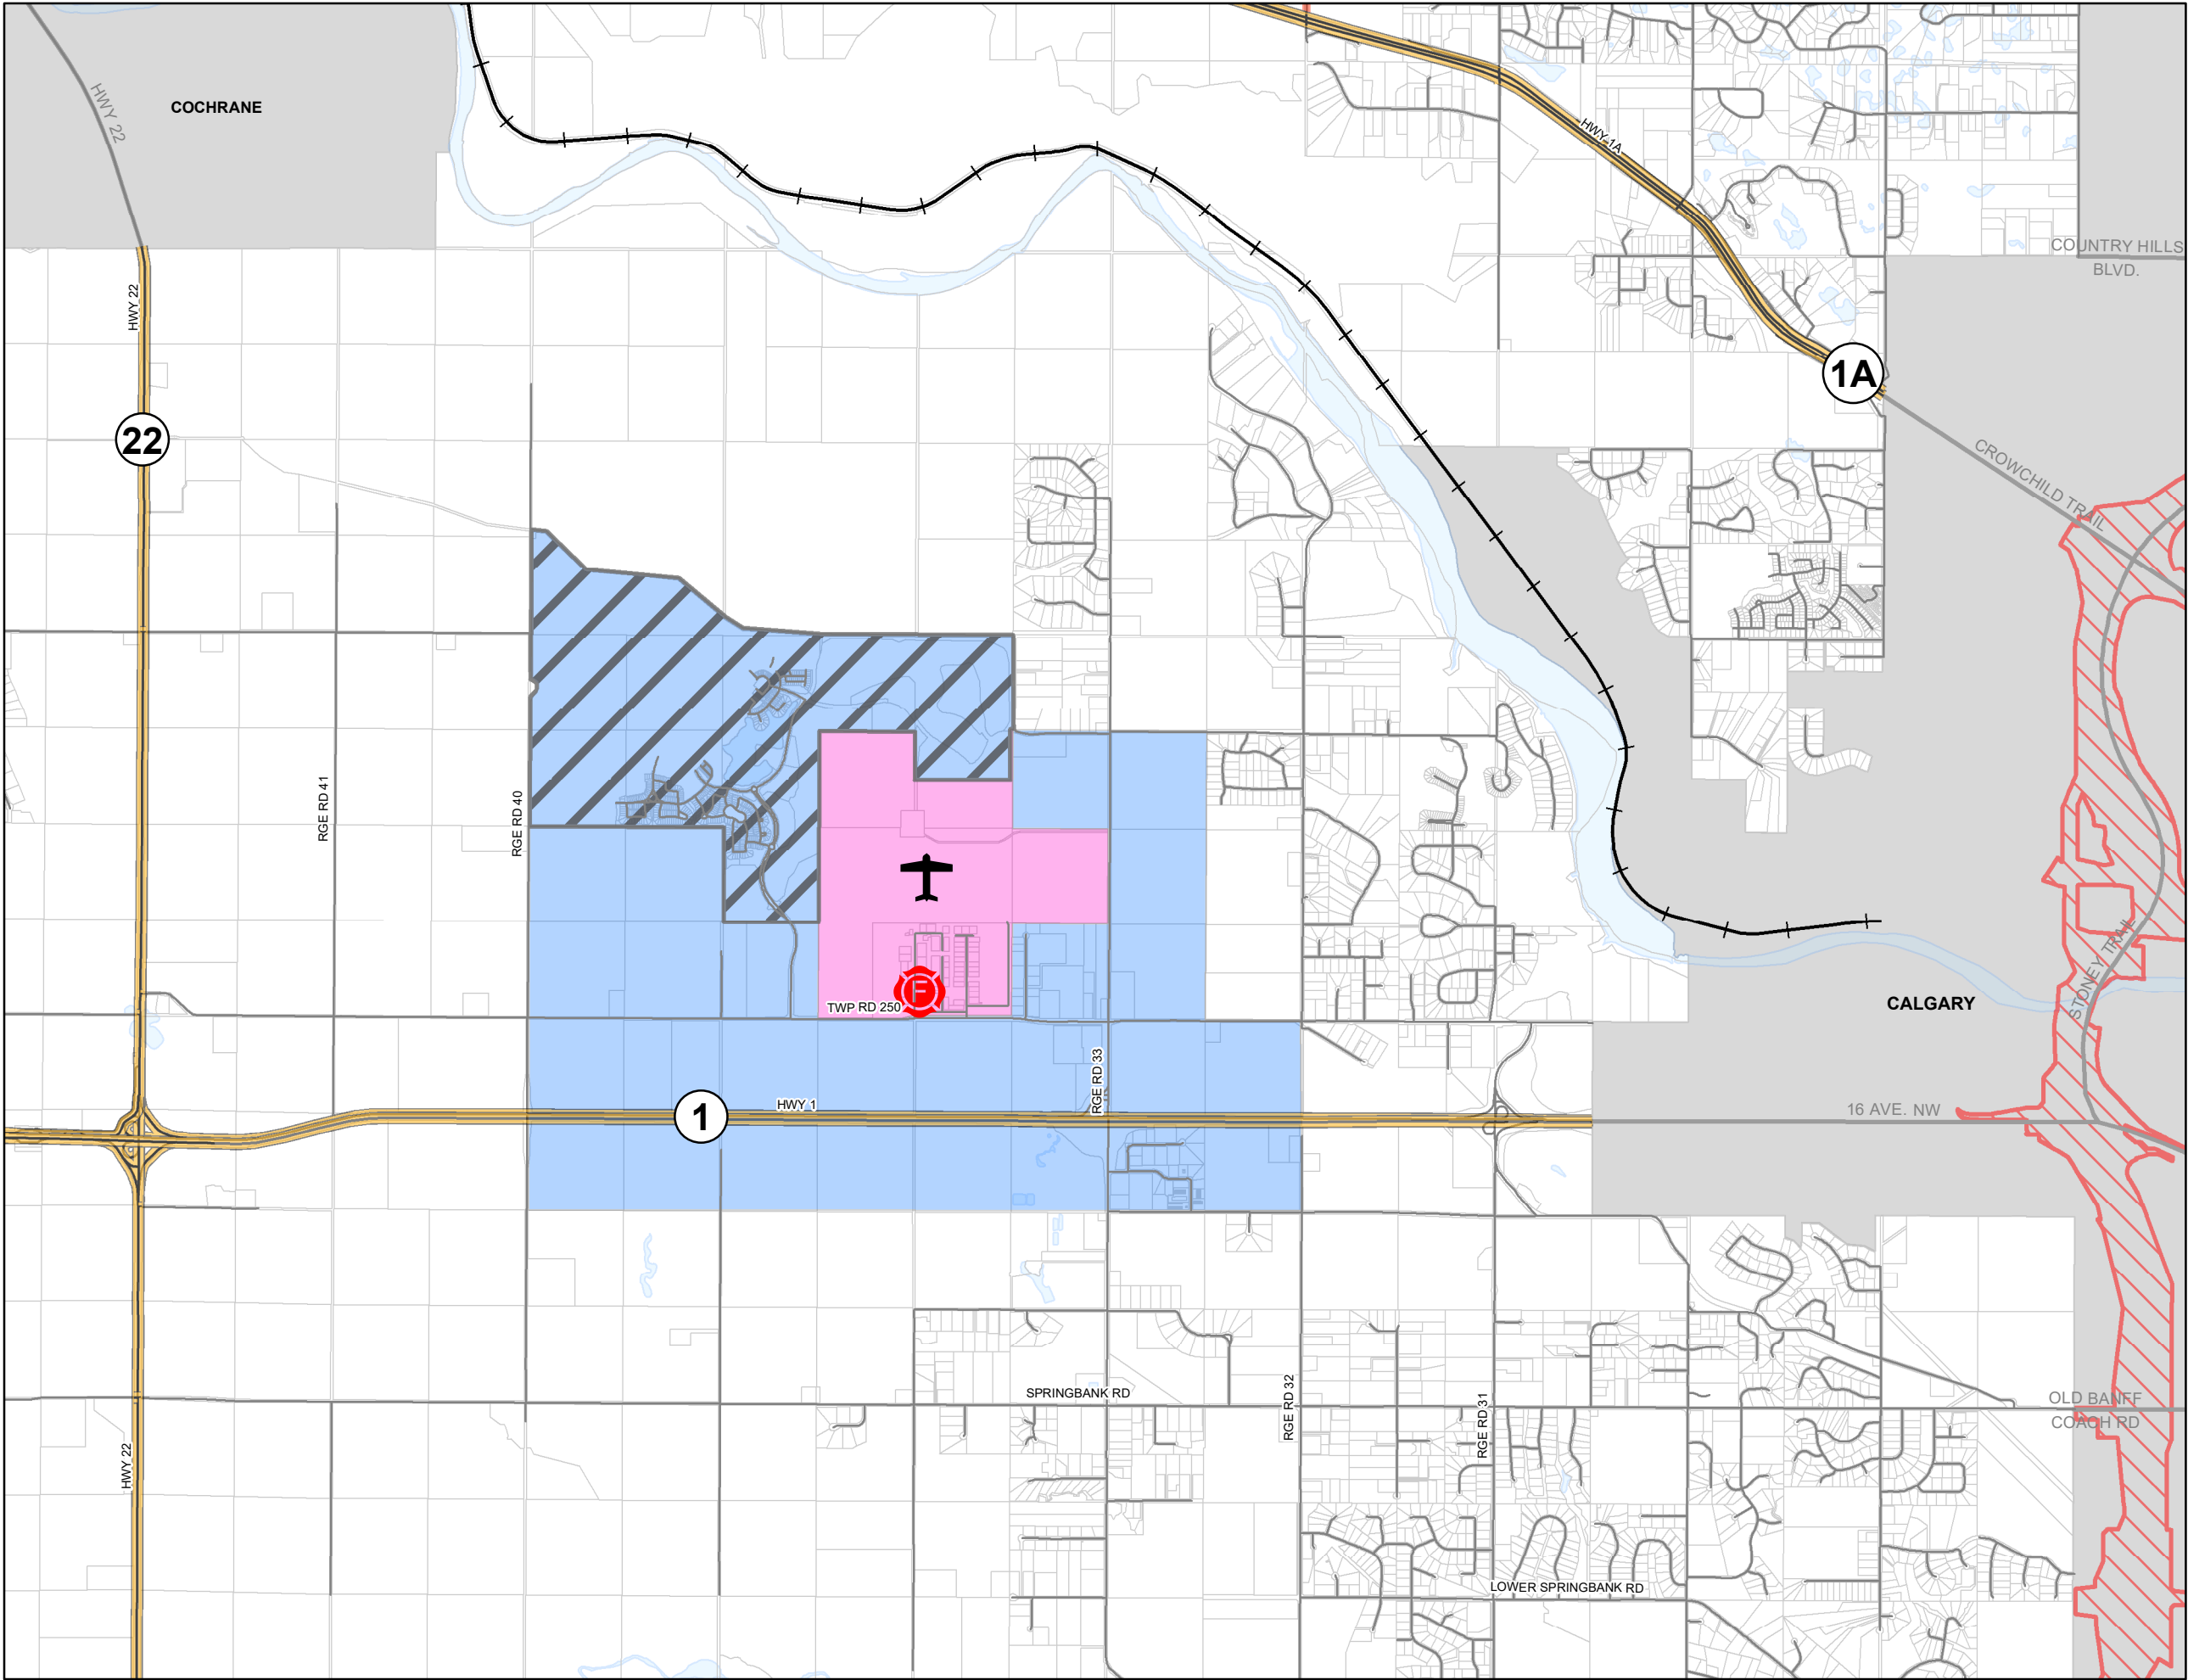 COCHRANE
HWY 22
HWY 1A
COUNTRY HILLS
BLVD.
HWY 22
1A
22
CROWCHILD TRAIL
RGE RD 41
RGE RD 40
F
TWP RD 250
STONEY TRAIL
CALGARY
RGE RD 33
HWY 1
1
16 AVE. NW
SPRINGBANK RD
RGE RD 32
RGE RD 31
OLD BANFF
COACH RD
HWY 22
LOWER SPRINGBANK RD